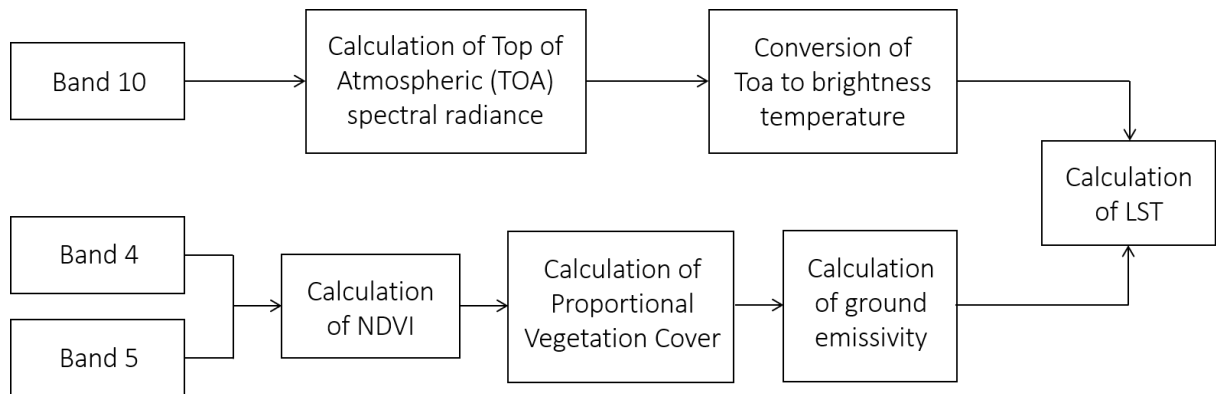 Band 10
Calculation of Top of
Atmospheric (TOA)
spectral radiance
Conversion of
Toa to brightness
temperature
Calculation
of LST
Band 4
Band 5
Calculation
of NDVI
Calculation of
Proportional
Vegetation Cover
Calculation
of ground
emissivity